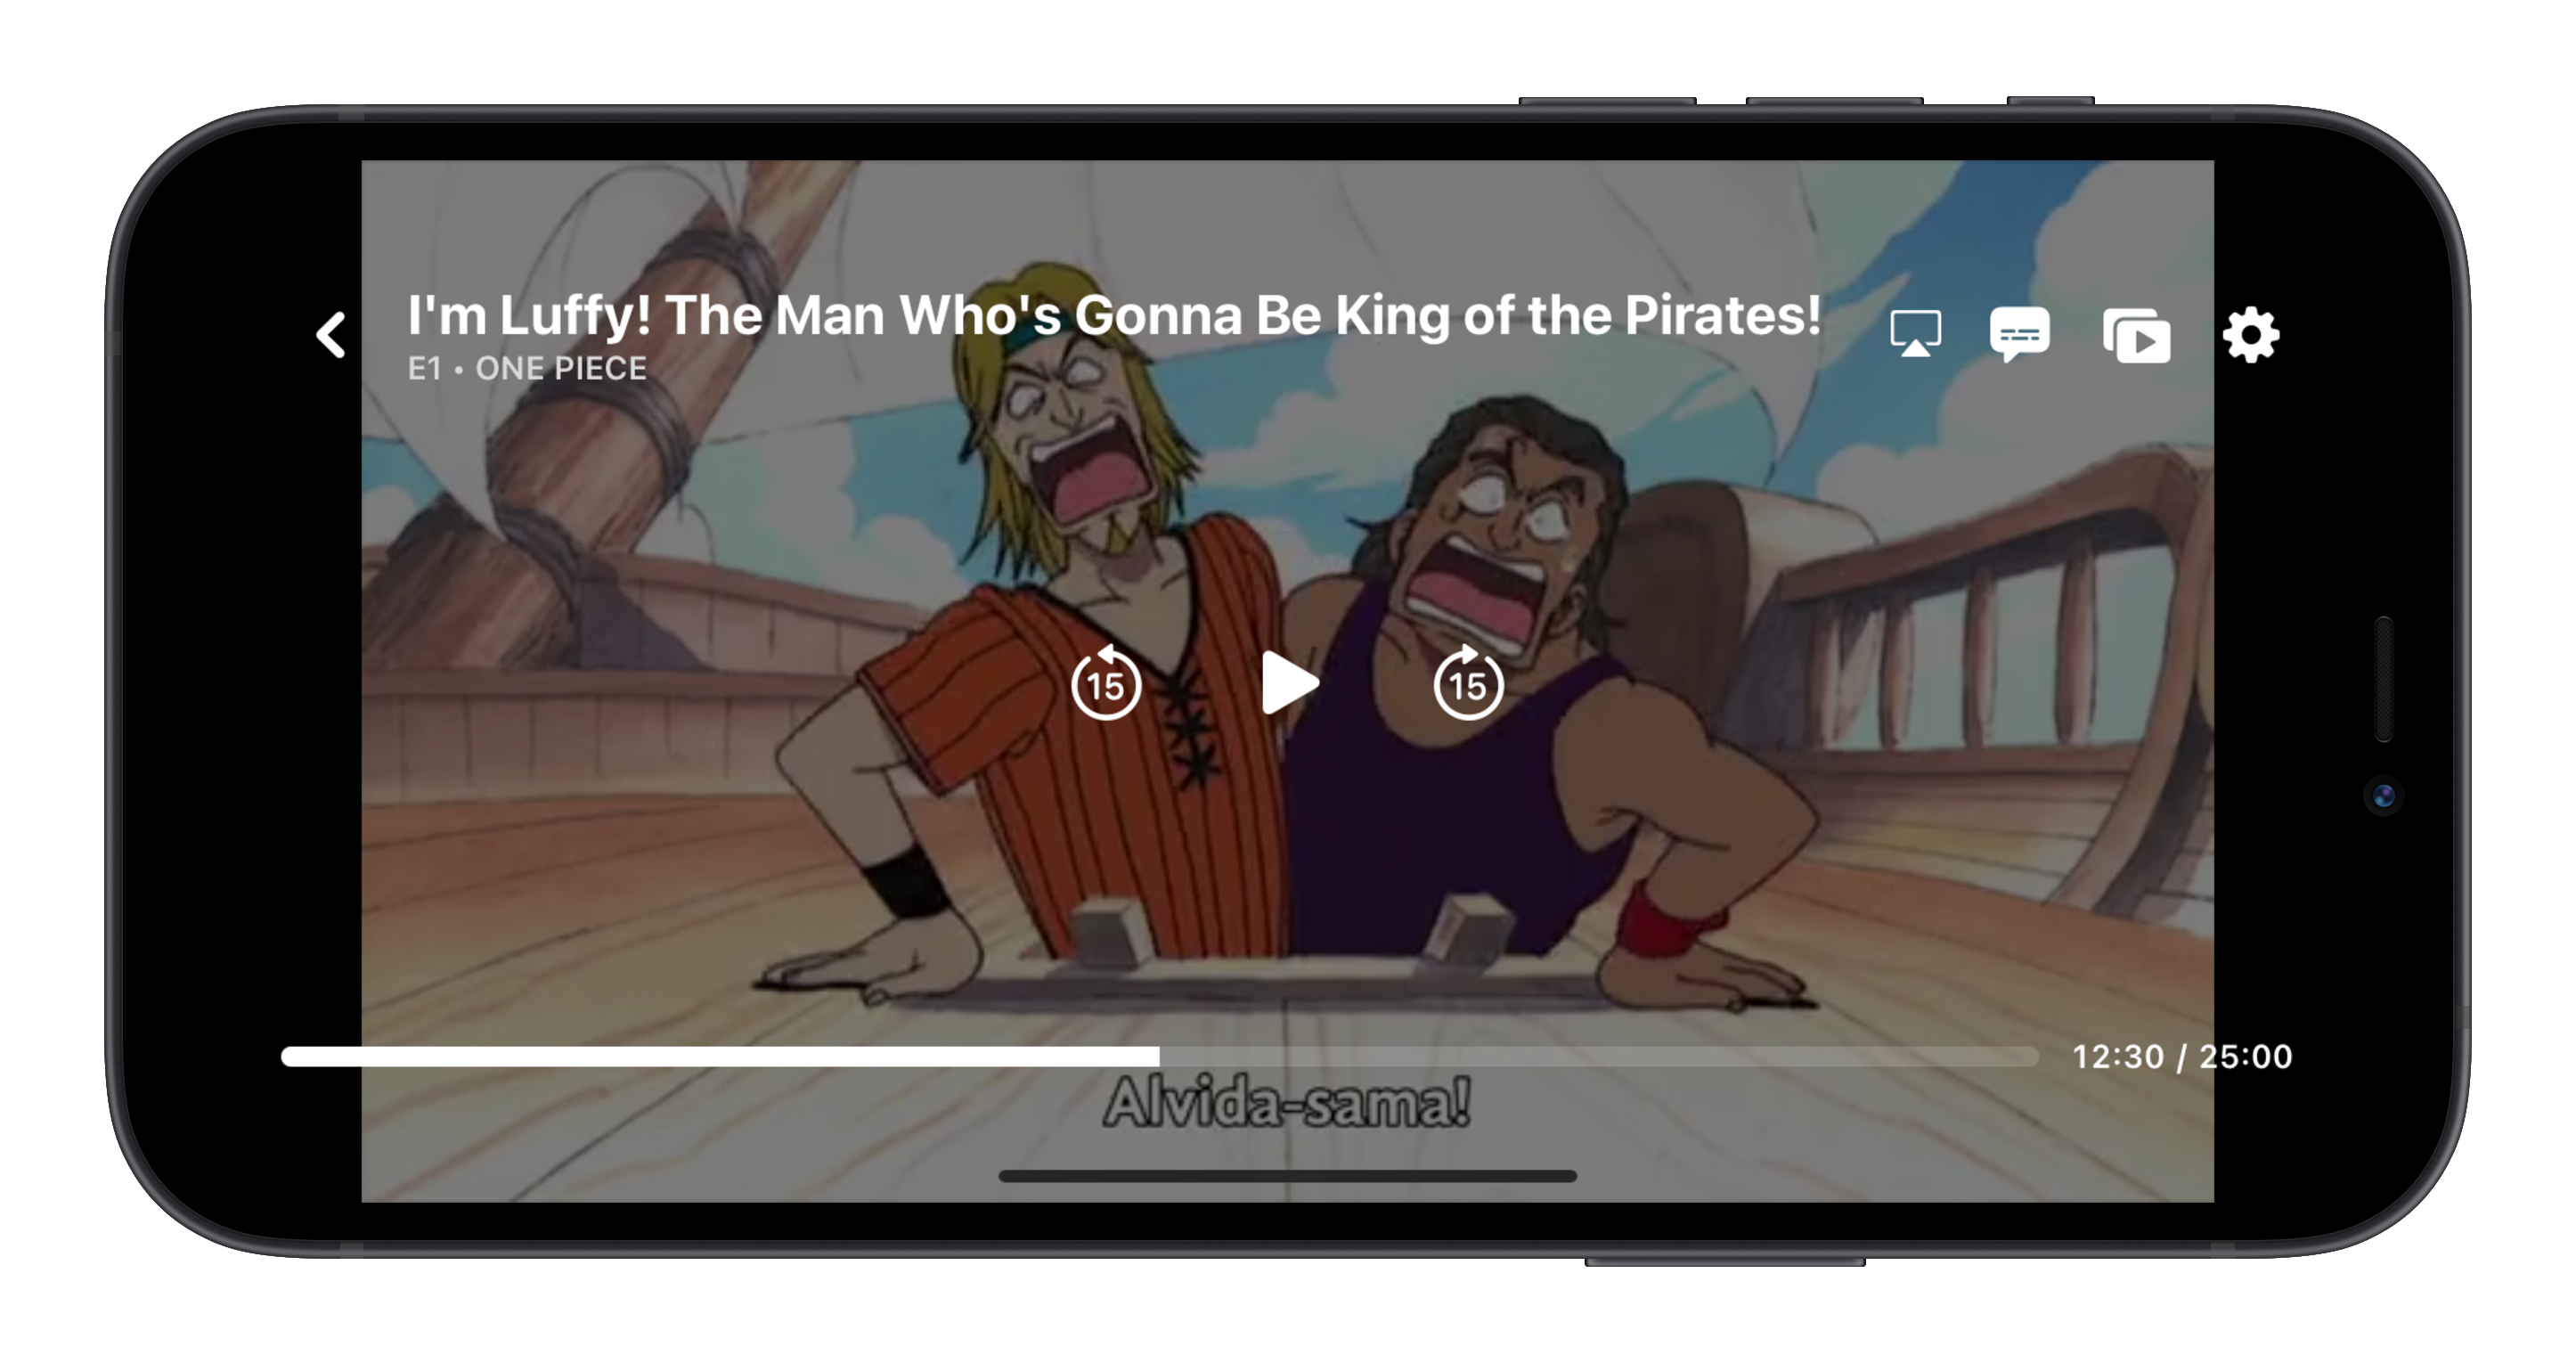 I'm Luffy! The Man Who's Gonna Be King of the Pirates!
E1 • ONE PIECE
15
15
12:30 / 25:00
Alvida-sama!